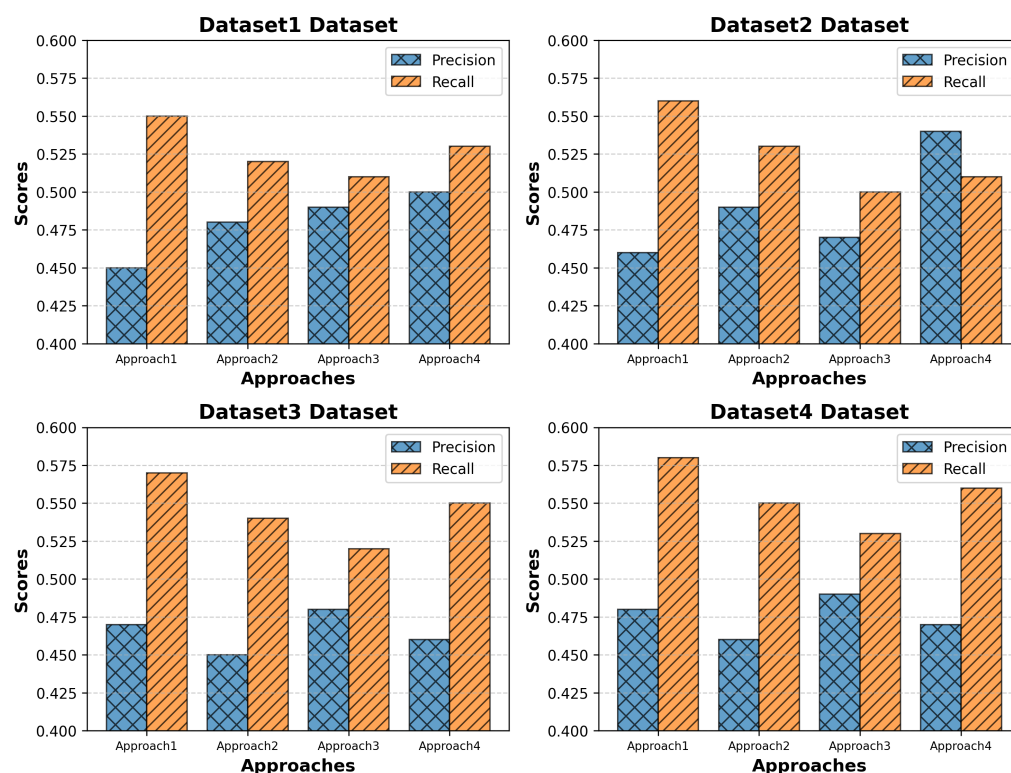 Dataset1 Dataset
0.600
0.575
0.550
0.525
0.500
0.475
0.450
0.425
0.400
Scores
Precision
Recall
Approach1 Approach2 Approach3 Approach4
Approaches
Dataset2 Dataset
0.600
0.575
0.550
0.525
0.500
0.475
0.450
0.425
0.400
Scores
Precision
Recall
Approach1 Approach2 Approach3 Approach4
Approaches
Dataset3 Dataset
0.600
0.575
0.550
0.525
0.500
0.475
0.450
0.425
0.400
Scores
Precision
Recall
Approach1 Approach2 Approach3 Approach4
Approaches
Dataset4 Dataset
0.600
0.575
0.550
0.525
0.500
0.475
0.450
0.425
0.400
Scores
Precision
Recall
Approach1 Approach2 Approach3 Approach4
Approaches